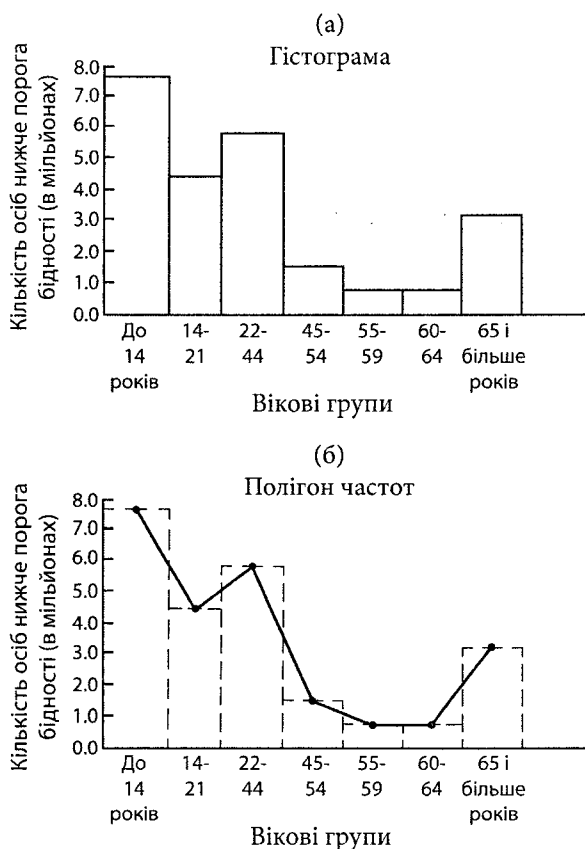 (а)
Гістограма
Кількість осіб нижче порога
бідності (в мільйонах)
8.0
7.0
6.0
5.0
4.0
3.0
2.0
1.0
0.0
До 14- 22- 45- 55- 60- 65 і
14 21 44 54 59 64 більше
років років
Вікові групи
(б)
Полігон частот
Кількість осіб нижче порога
бідності (в мільйонах)
8.0
7.0
6.0
5.0
4.0
3.0
2.0
1.0
0.0
До 14- 22- 45- 55- 60- 65 і
14 21 44 54 59 64 більше
років років
Вікові групи